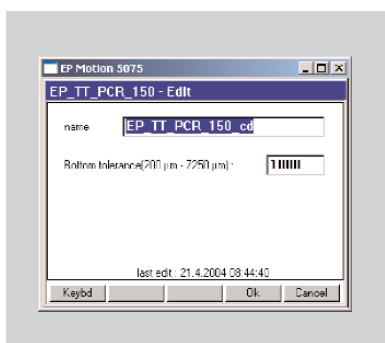 EP Motion 5075
EP_TT_PCR_150 - Edit
name EP_TT_PCR_150_cd
Bottom tolerance(200 µm - 7250 µm) :
last edit : 21.4.2004 08:44:40
Keybd Ok Cancel